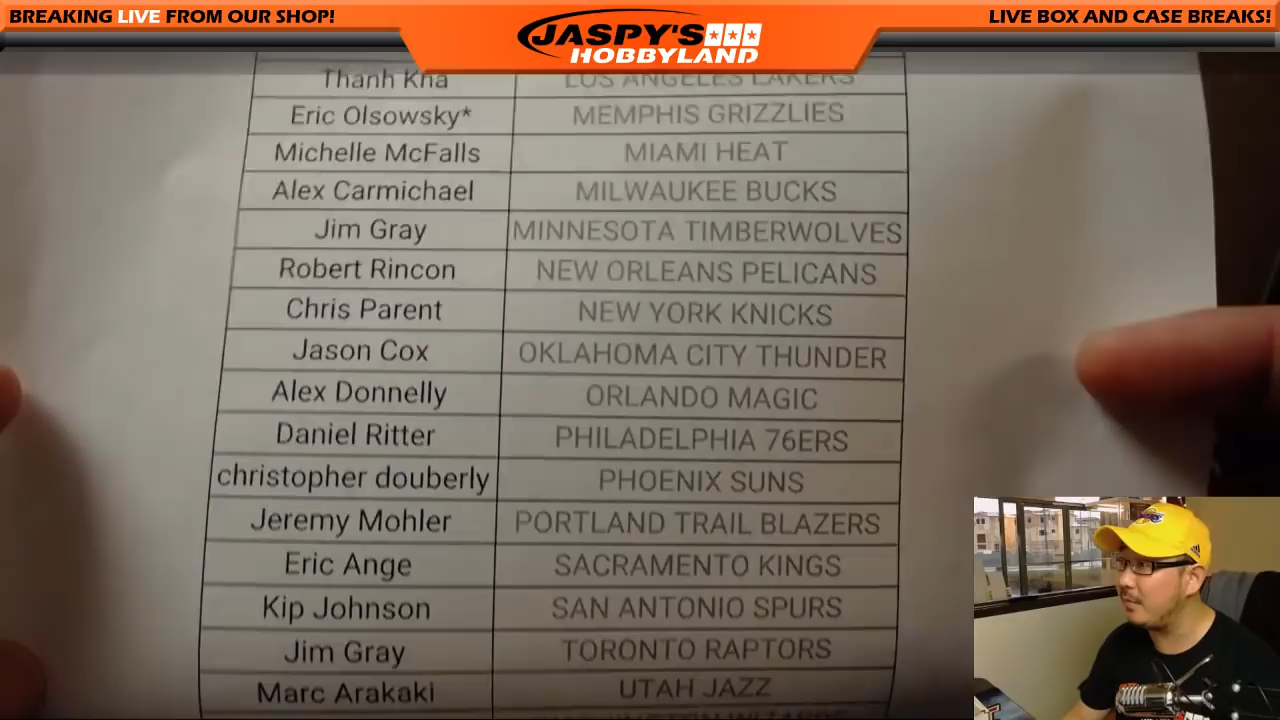 BREAKING LIVE FROM OUR SHOP!
JASPY'S
HOBBYLAND
LIVE BOX AND CASE BREAKS!
Thanh Kha LOS ANGELES LAKERS
Eric Olsowsky* MEMPHIS GRIZZLIES
Michelle McFalls MIAMI HEAT
Alex Carmichael MILWAUKEE BUCKS
Jim Gray MINNESOTA TIMBERWOLVES
Robert Rincon NEW ORLEANS PELICANS
Chris Parent NEW YORK KNICKS
Jason Cox OKLAHOMA CITY THUNDER
Alex Donnelly ORLANDO MAGIC
Daniel Ritter PHILADELPHIA 76ERS
christopher douberly PHOENIX SUNS
Jeremy Mohler PORTLAND TRAIL BLAZERS
Eric Ange SACRAMENTO KINGS
Kip Johnson SAN ANTONIO SPURS
Jim Gray TORONTO RAPTORS
Marc Arakaki UTAH JAZZ